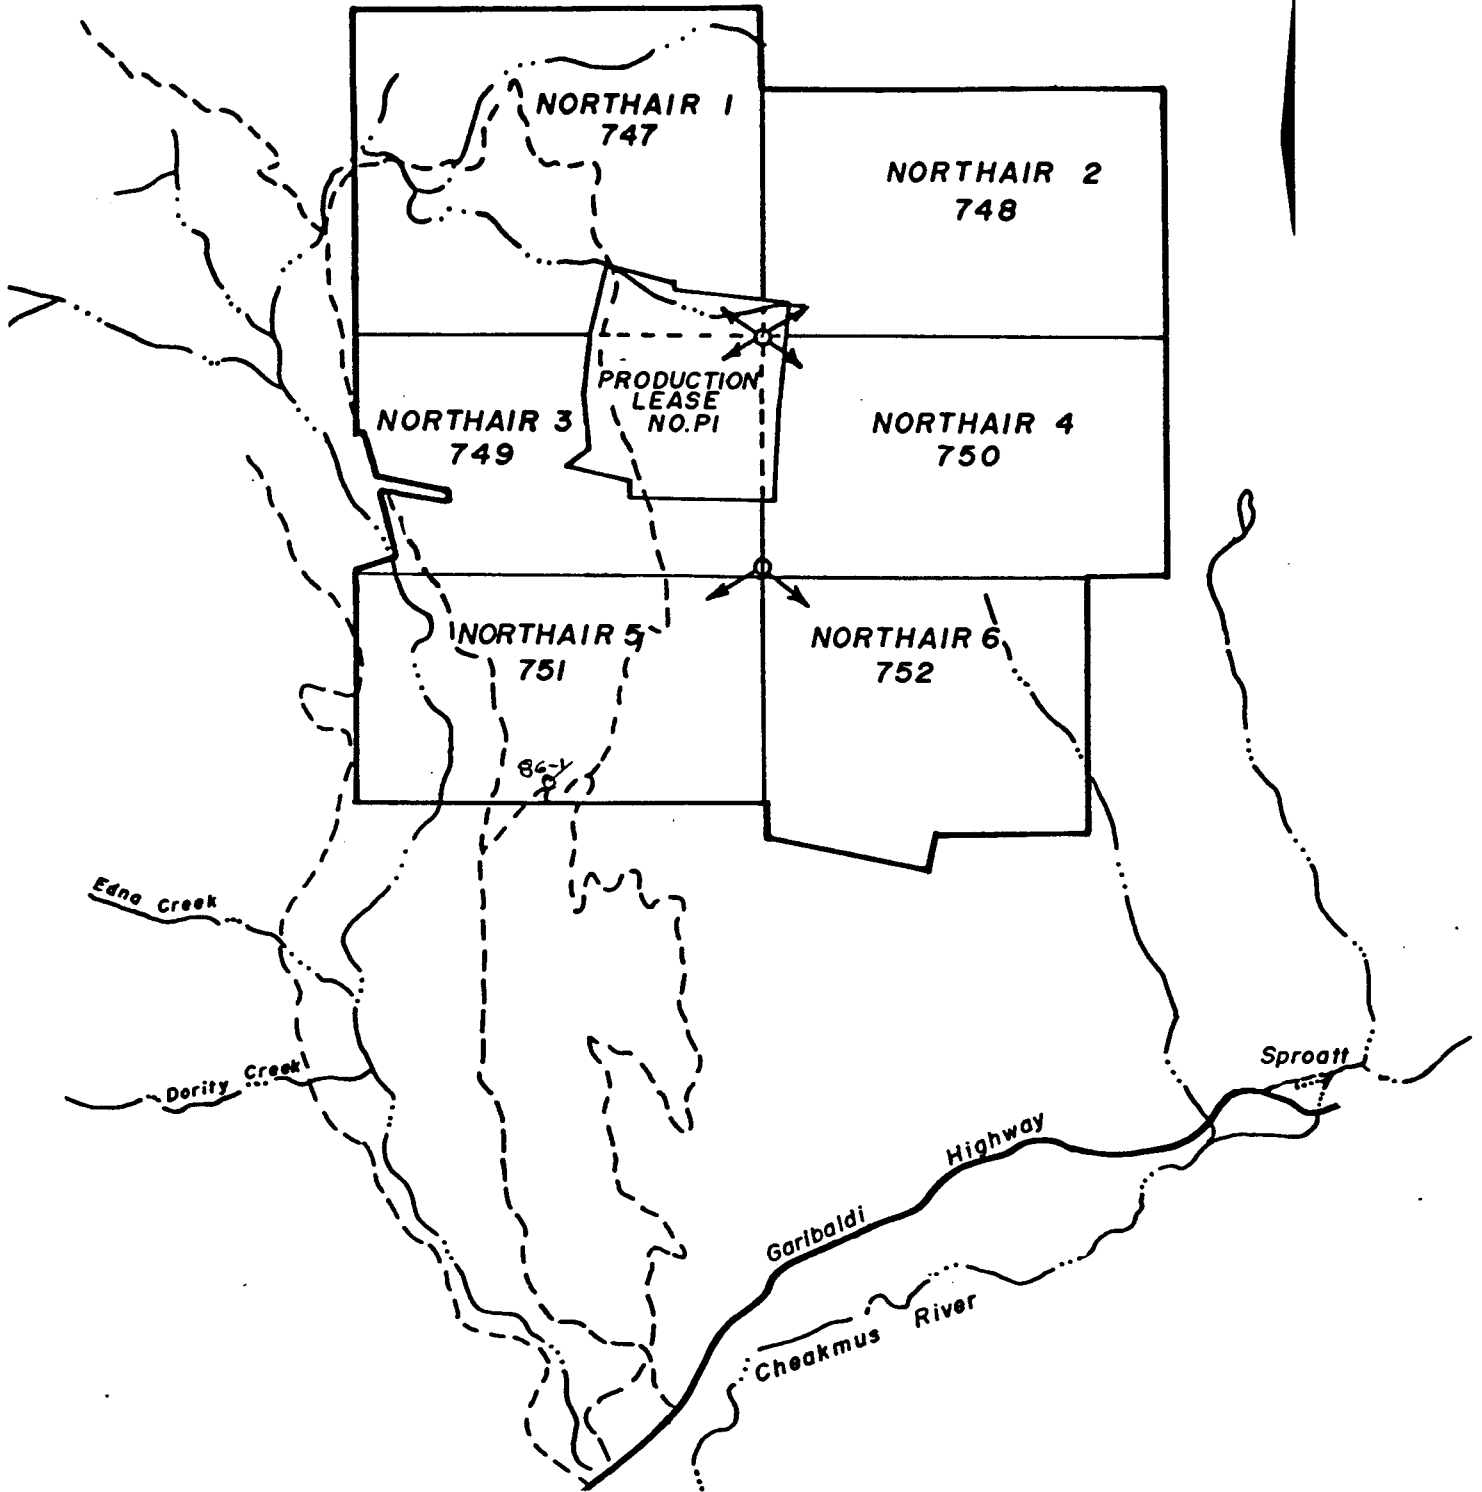 NORTHAIR 1
747
NORTHAIR 2
748
PRODUCTION
LEASE
NO.P1
NORTHAIR 3
749
NORTHAIR 4
750
NORTHAIR 5
751
NORTHAIR 6
752
86-1
Edna Creek
Dority Creek
Sproatt
Garibaldi Highway
Cheakmus River